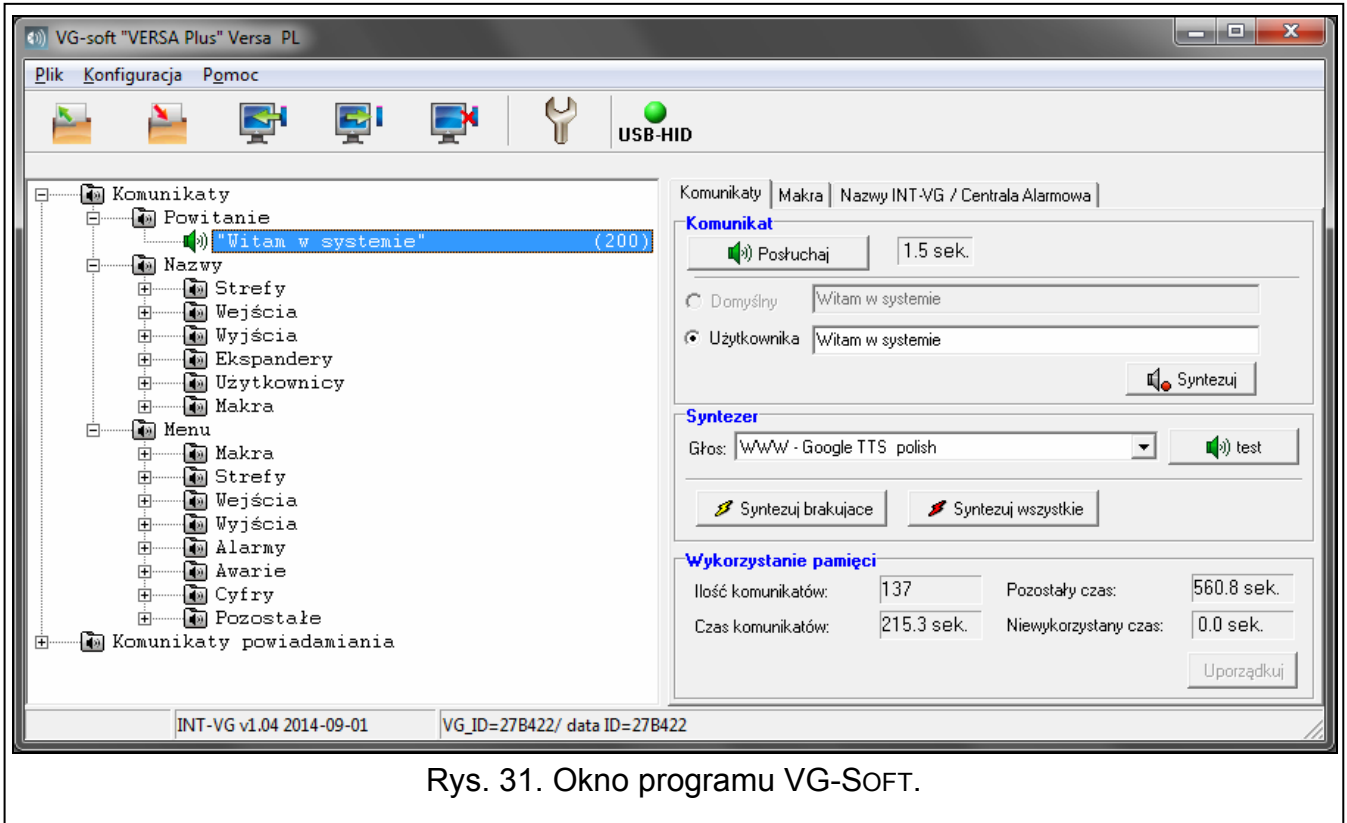 VG-soft "VERSA Plus" Versa PL
Plik Konfiguracja Pomoc
USB-HID
Komunikaty
Powitanie
"Witam w systemie" (200)
Nazwy
Strefy
Wejścia
Wyjścia
Ekspandery
Użytkownicy
Makra
Menu
Makra
Strefy
Wejścia
Wyjścia
Alarmy
Awarie
Cyfry
Pozostałe
Komunikaty powiadamiania
Komunikaty Makra Nazwy INT-VG / Centrala Alarmowa
Komunikat
Posłuchaj 1.5 sek.
Domyślny Witam w systemie
Użytkownika Witam w systemie
Syntezuj
Syntezer
Głos: WWW - Google TTS polish test
Syntezuj brakujace Syntezuj wszystkie
Wykorzystanie pamięci
Ilość komunikatów: 137 Pozostały czas: 560.8 sek.
Czas komunikatów: 215.3 sek. Niewykorzystany czas: 0.0 sek.
Uporządkuj
INT-VG v1.04 2014-09-01 VG_ID=27B422/ data ID=27B422
Rys. 31. Okno programu VG-SOFT.